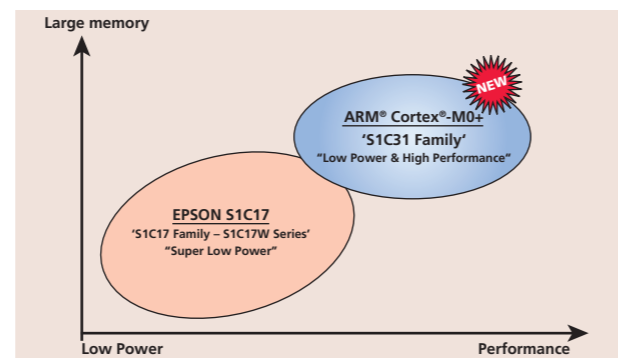 Large memory
NEW
ARM® Cortex®-M0+
‘S1C31 Family‘
“Low Power & High Performance“
EPSON S1C17
‘S1C17 Family – S1C17W Series’
“Super Low Power”
Low Power
Performance